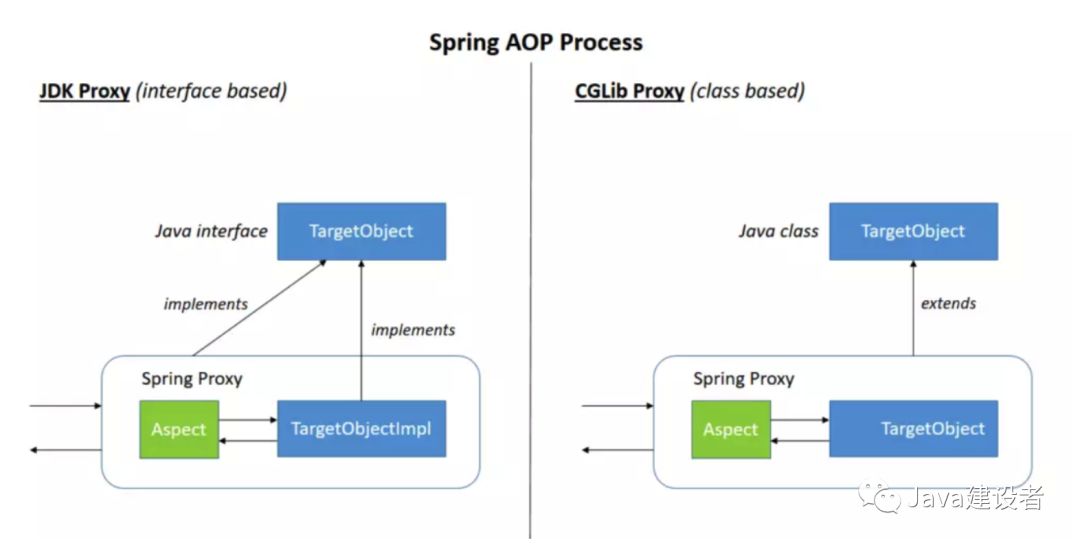 Spring AOP Process
JDK Proxy (interface based)
Java interface
TargetObject
implements
implements
Spring Proxy
Aspect
TargetObjectImpl
CGLib Proxy (class based)
Java class
TargetObject
extends
Spring Proxy
Aspect
TargetObject
Java建设者